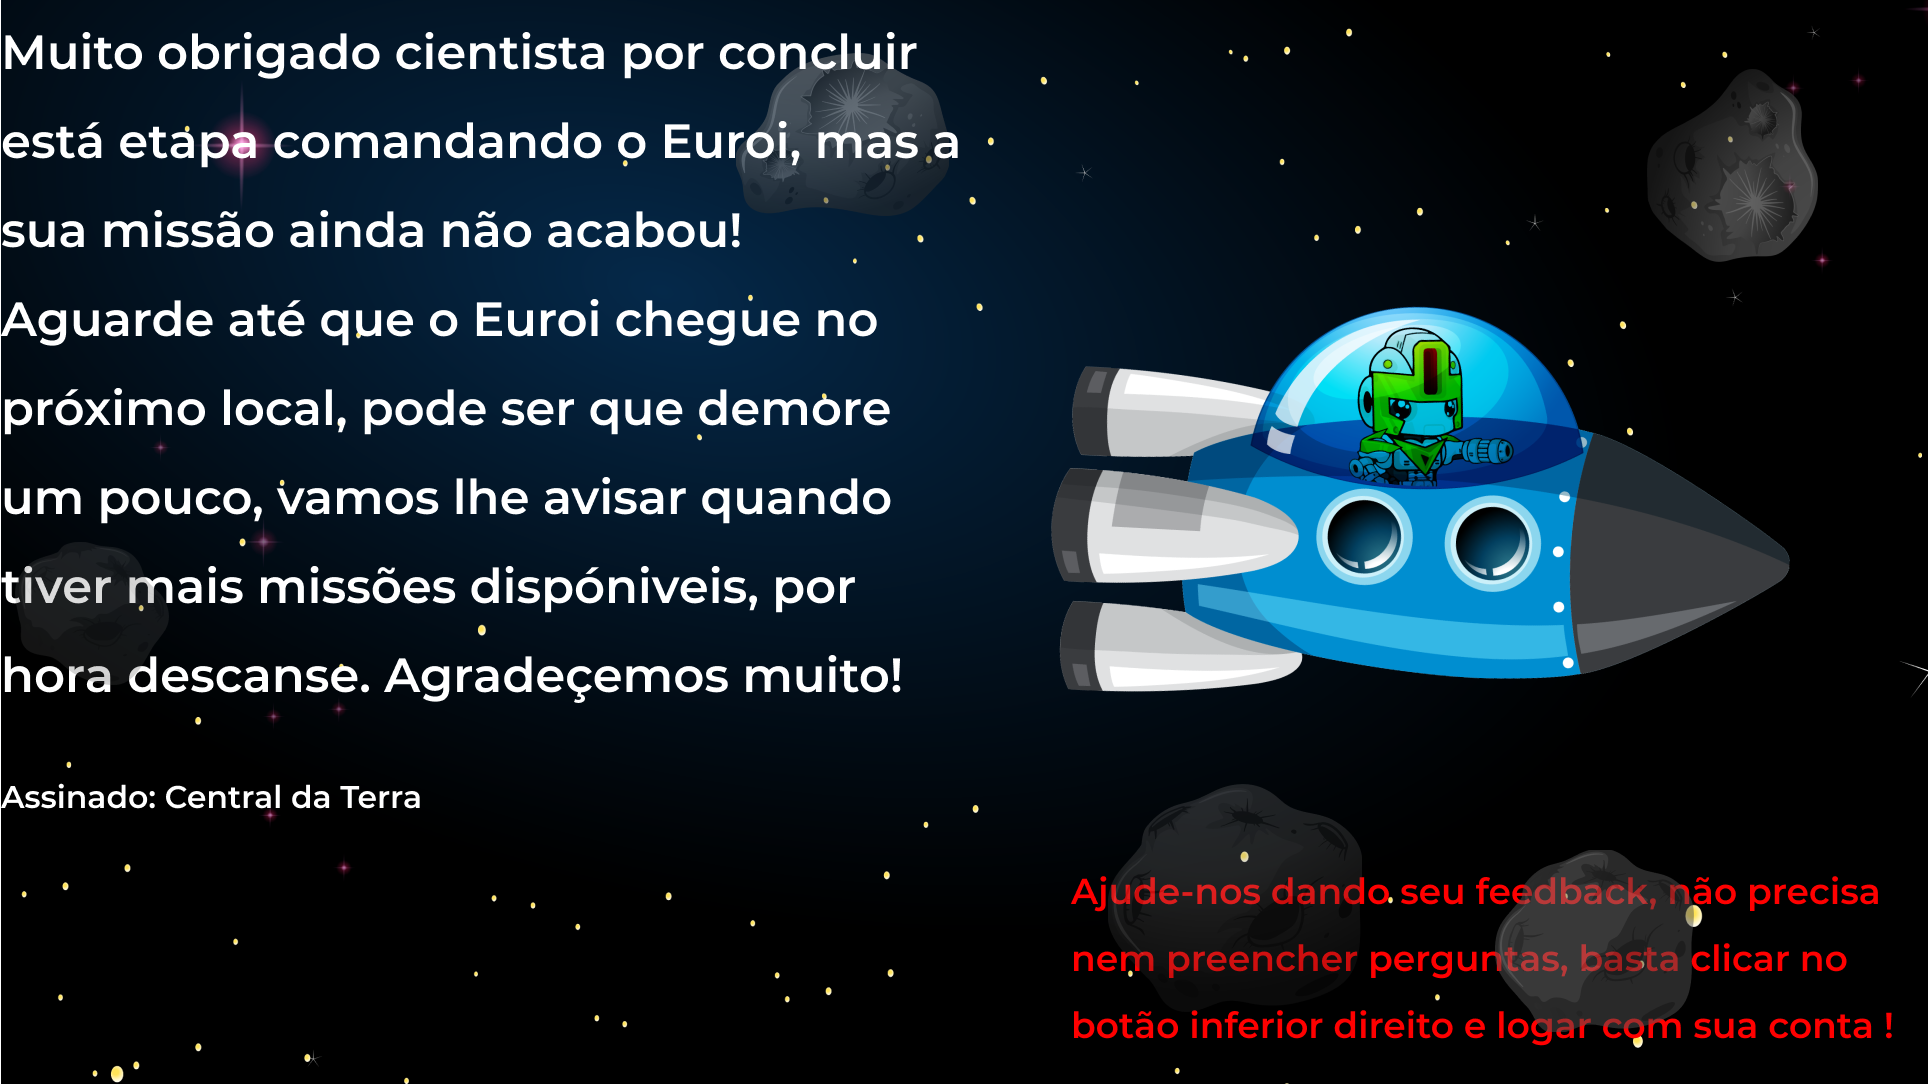 Muito obrigado cientista por concluir
está etapa comandando o Euroi, mas a
sua missão ainda não acabou!
Aguarde até que o Euroi chegue no
próximo local, pode ser que demore
um pouco, vamos lhe avisar quando
tiver mais missões dispóniveis, por
hora descanse. Agradeçemos muito!
Assinado: Central da Terra
Ajude-nos dando seu feedback, não precisa
nem preencher perguntas, basta clicar no
botão inferior direito e logar com sua conta !